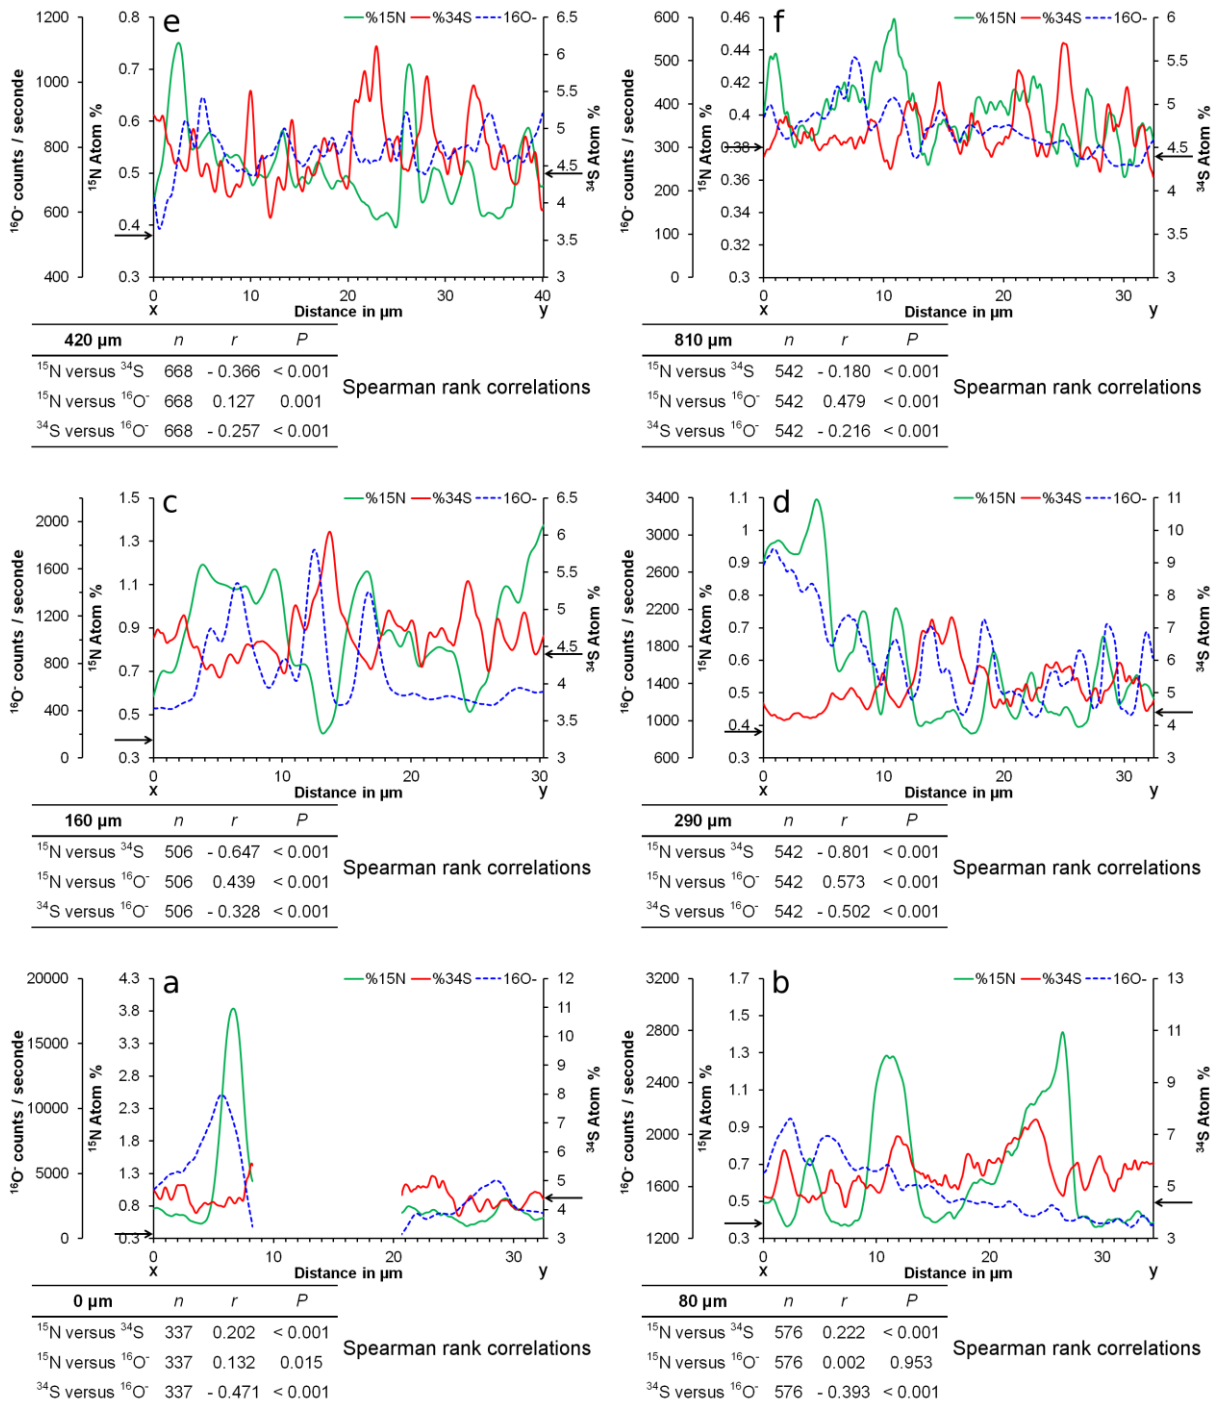 e
%15N %34S 16O-
¹⁶O⁻ counts / seconde
1200
1000
800
600
400
¹⁵N Atom %
0.8
0.7
0.6
0.5
0.4
0.3
³⁴S Atom %
6.5
6
5.5
5
4.5
4
3.5
3
0 10 20 30 40
x Distance in µm y
420 µm n r P
¹⁵N versus ³⁴S 668 - 0.366 < 0.001
¹⁵N versus ¹⁶O⁻ 668 0.127 0.001
³⁴S versus ¹⁶O⁻ 668 - 0.257 < 0.001
Spearman rank correlations
f
%15N %34S 16O-
¹⁶O⁻ counts / seconde
600
500
400
300
200
100
0
¹⁵N Atom %
0.46
0.44
0.42
0.4
0.38
0.36
0.34
0.32
0.3
³⁴S Atom %
6
5.5
5
4.5
4
3.5
3
0 10 20 30
x Distance in µm y
810 µm n r P
¹⁵N versus ³⁴S 542 - 0.180 < 0.001
¹⁵N versus ¹⁶O⁻ 542 0.479 < 0.001
³⁴S versus ¹⁶O⁻ 542 - 0.216 < 0.001
Spearman rank correlations
c
%15N %34S 16O-
¹⁶O⁻ counts / seconde
2000
1600
1200
800
400
0
¹⁵N Atom %
1.5
1.3
1.1
0.9
0.7
0.5
0.3
³⁴S Atom %
6.5
6
5.5
5
4.5
4
3.5
3
0 10 20 30
x Distance in µm y
160 µm n r P
¹⁵N versus ³⁴S 506 - 0.647 < 0.001
¹⁵N versus ¹⁶O⁻ 506 0.439 < 0.001
³⁴S versus ¹⁶O⁻ 506 - 0.328 < 0.001
Spearman rank correlations
d
%15N %34S 16O-
¹⁶O⁻ counts / seconde
3400
3000
2600
2200
1800
1400
1000
600
¹⁵N Atom %
1.1
1
0.9
0.8
0.7
0.6
0.5
0.4
0.3
³⁴S Atom %
11
10
9
8
7
6
5
4
3
0 10 20 30
x Distance in µm y
290 µm n r P
¹⁵N versus ³⁴S 542 - 0.801 < 0.001
¹⁵N versus ¹⁶O⁻ 542 0.573 < 0.001
³⁴S versus ¹⁶O⁻ 542 - 0.502 < 0.001
Spearman rank correlations
a
%15N %34S 16O-
¹⁶O⁻ counts / seconde
20000
15000
10000
5000
0
¹⁵N Atom %
4.3
3.8
3.3
2.8
2.3
1.8
1.3
0.8
0.3
³⁴S Atom %
12
11
10
9
8
7
6
5
4
3
0 10 20 30
x Distance in µm y
0 µm n r P
¹⁵N versus ³⁴S 337 0.202 < 0.001
¹⁵N versus ¹⁶O⁻ 337 0.132 0.015
³⁴S versus ¹⁶O⁻ 337 - 0.471 < 0.001
Spearman rank correlations
b
%15N %34S 16O-
¹⁶O⁻ counts / seconde
3200
2800
2400
2000
1600
1200
¹⁵N Atom %
1.7
1.5
1.3
1.1
0.9
0.7
0.5
0.3
³⁴S Atom %
13
11
9
7
5
3
0 10 20 30
x Distance in µm y
80 µm n r P
¹⁵N versus ³⁴S 576 0.222 < 0.001
¹⁵N versus ¹⁶O⁻ 576 0.002 0.953
³⁴S versus ¹⁶O⁻ 576 - 0.393 < 0.001
Spearman rank correlations